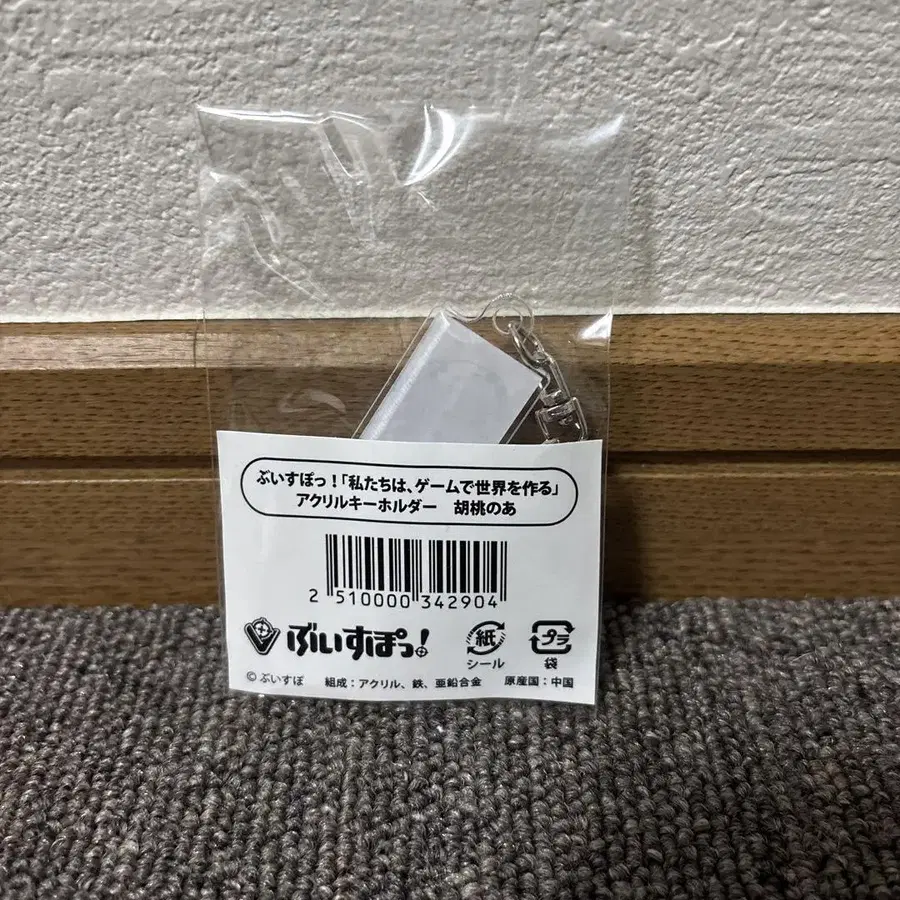 ぶいすぽっ！「私たちは、ゲームで世界を作る」
アクリルキーホルダー　胡桃のあ
2 510000 342904
ぶいすぽっ!
紙
シール
プラ
袋
©ぶいすぽ　組成：アクリル、鉄、亜鉛合金　原産国：中国